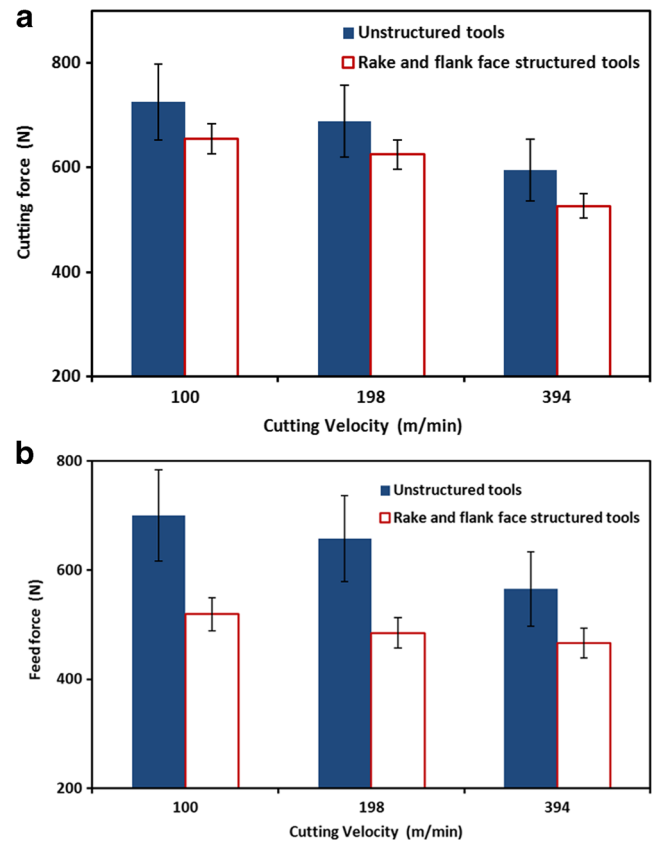 a
Unstructured tools
Rake and flank face structured tools
800
600
400
200
Cutting force (N)
100 198 394
Cutting Velocity (m/min)
b
Unstructured tools
Rake and flank face structured tools
800
600
400
200
Feed force (N)
100 198 394
Cutting Velocity (m/min)